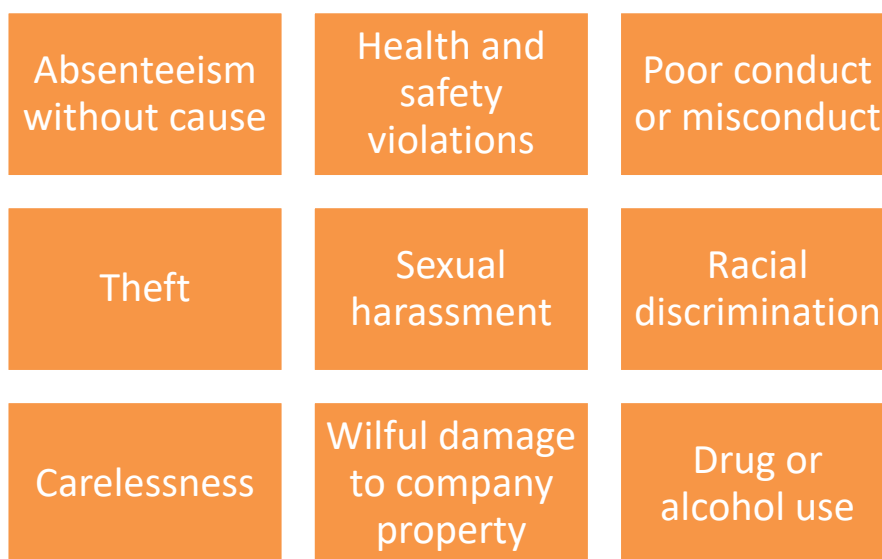 Absenteeism
without cause
Health and
safety
violations
Poor conduct
or misconduct
Theft
Sexual
harassment
Racial
discrimination
Carelessness
Wilful damage
to company
property
Drug or
alcohol use